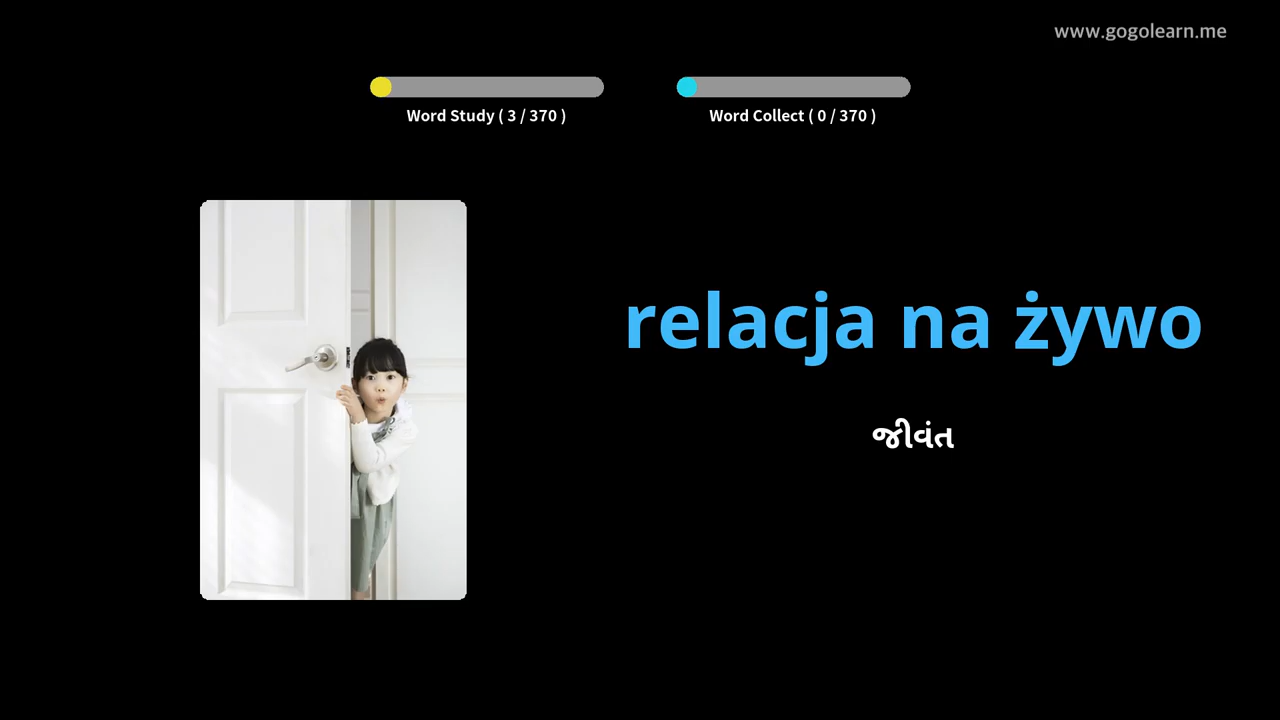 www.gogolearn.me
Word Study ( 3 / 370 )
Word Collect ( 0 / 370 )
relacja na żywo
જીવંત